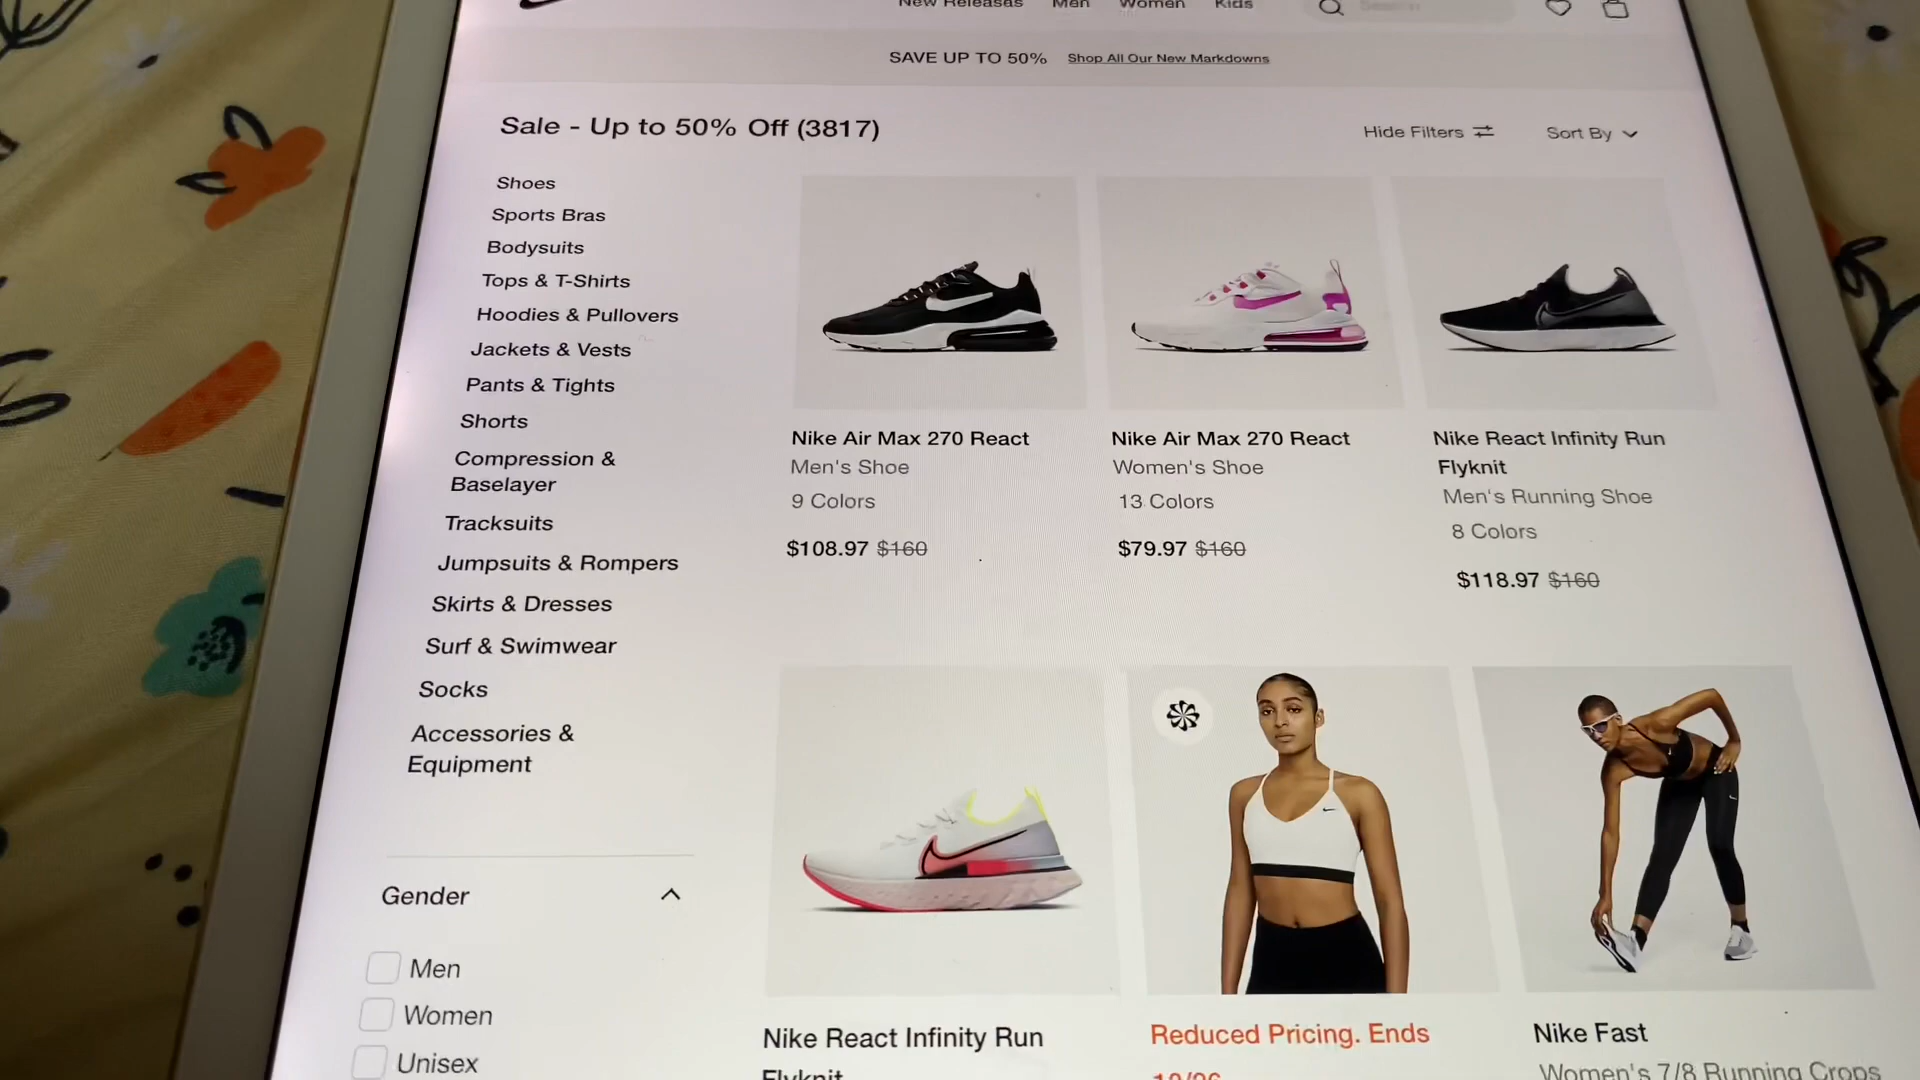 New Releases Men Women Kids
Search
SAVE UP TO 50% Shop All Our New Markdowns
Sale - Up to 50% Off (3817)
Hide Filters
Sort By
Shoes
Sports Bras
Bodysuits
Tops & T-Shirts
Hoodies & Pullovers
Jackets & Vests
Pants & Tights
Shorts
Compression &
Baselayer
Tracksuits
Jumpsuits & Rompers
Skirts & Dresses
Surf & Swimwear
Socks
Accessories &
Equipment
Gender
Men
Women
Unisex
Nike Air Max 270 React
Men's Shoe
9 Colors
$108.97 $160
Nike Air Max 270 React
Women's Shoe
13 Colors
$79.97 $160
Nike React Infinity Run
Flyknit
Men's Running Shoe
8 Colors
$118.97 $160
Nike React Infinity Run
Flyknit
Reduced Pricing. Ends
Nike Fast
Women's 7/8 Running Crops